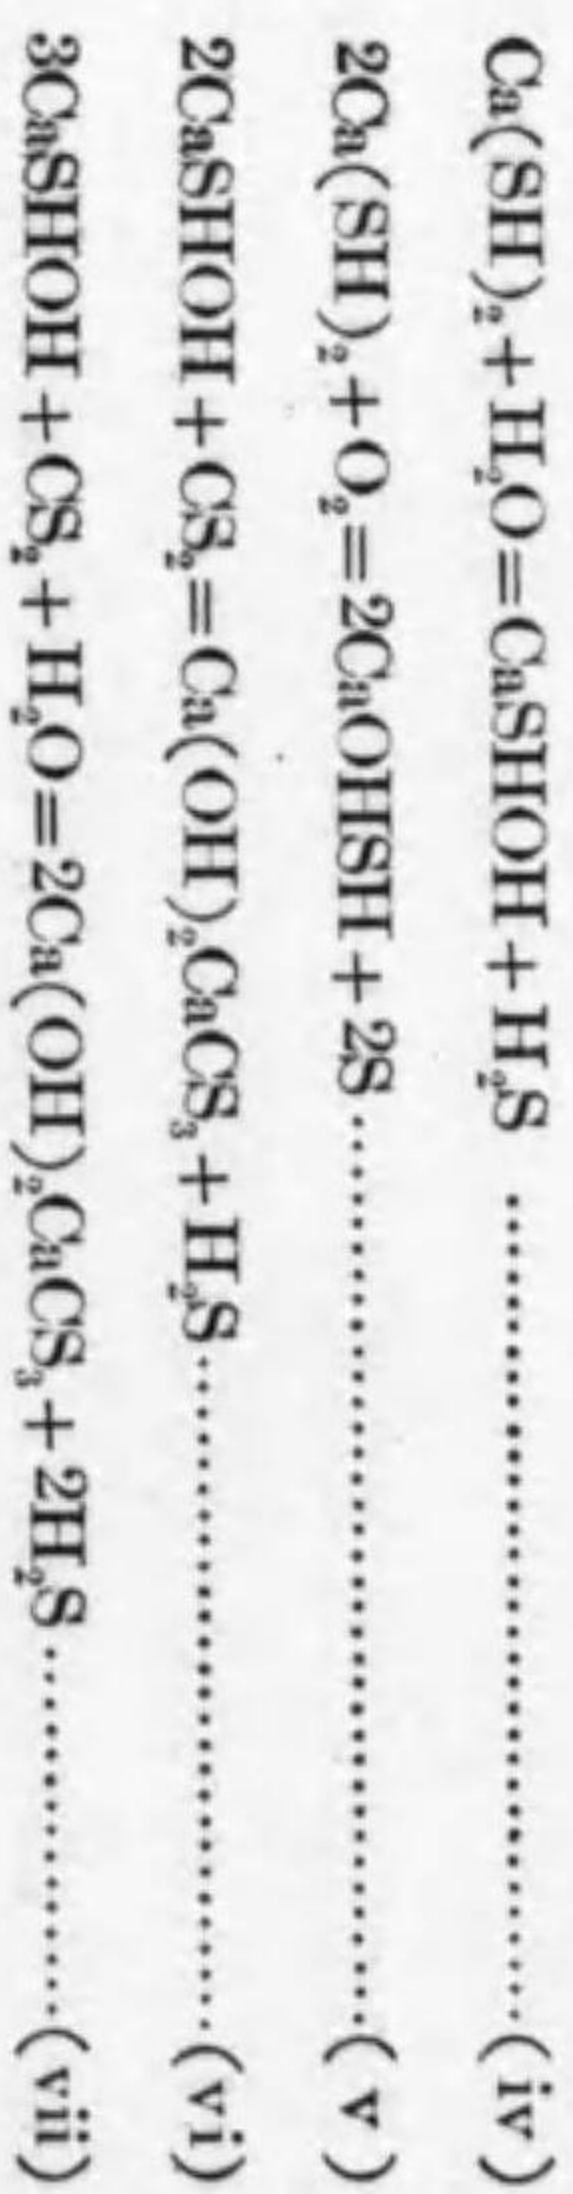 Ca(SH)₂+H₂O=CaSHOH+H₂S ..............................(iv)
2Ca(SH)₂+O₂=2CaOHSH+2S..................................(v)
2CaSHOH+CS₂=Ca(OH)₂CaCS₃+H₂S.........................(vi)
3CaSHOH+CS₂+H₂O=2Ca(OH)₂CaCS₃+2H₂S..............(vii)